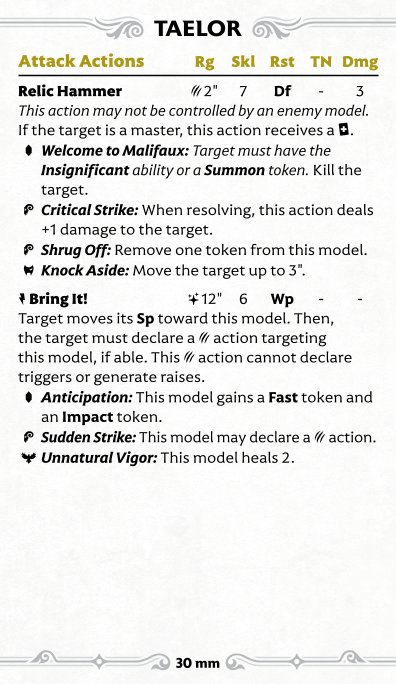 TAELOR
Attack Actions Rg Skl Rst TN Dmg
Relic Hammer 2" 7 Df - 3
This action may not be controlled by an enemy model.
If the target is a master, this action receives a .
Welcome to Malifaux: Target must have the
Insignificant ability or a Summon token. Kill the
target.
Critical Strike: When resolving, this action deals
+1 damage to the target.
Shrug Off: Remove one token from this model.
Knock Aside: Move the target up to 3".
Bring It! 12" 6 Wp - -
Target moves its Sp toward this model. Then,
the target must declare a action targeting
this model, if able. This action cannot declare
triggers or generate raises.
Anticipation: This model gains a Fast token and
an Impact token.
Sudden Strike: This model may declare a action.
Unnatural Vigor: This model heals 2.
30 mm